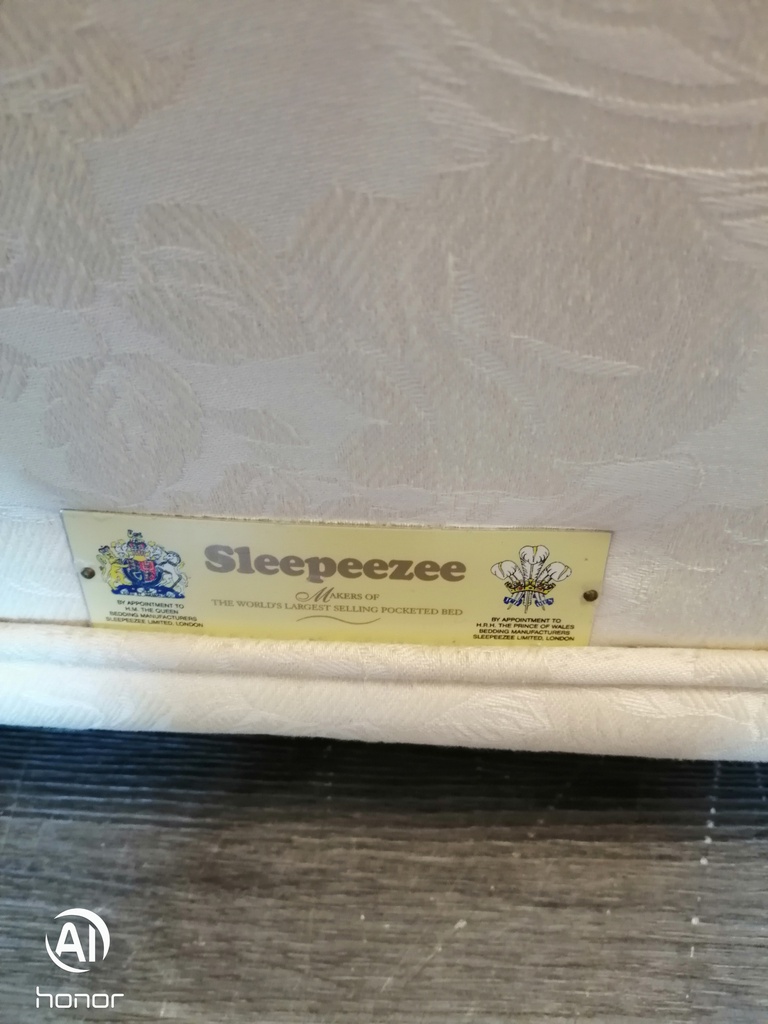 Sleepeezee
MAKERS OF
THE WORLD'S LARGEST SELLING POCKETED BED
BY APPOINTMENT TO
H.M. THE QUEEN
BEDDING MANUFACTURERS
SLEEPEEZEE LIMITED, LONDON
BY APPOINTMENT TO
H.R.H. THE PRINCE OF WALES
BEDDING MANUFACTURERS
SLEEPEEZEE LIMITED, LONDON
AI
honor